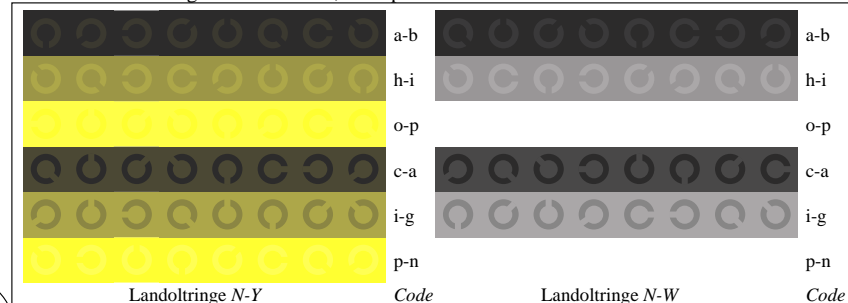 a-b a-b
h-i h-i
o-p o-p
c-a c-a
i-g i-g
p-n p-n
Landoltringe N-Y Code Landoltringe N-W Code